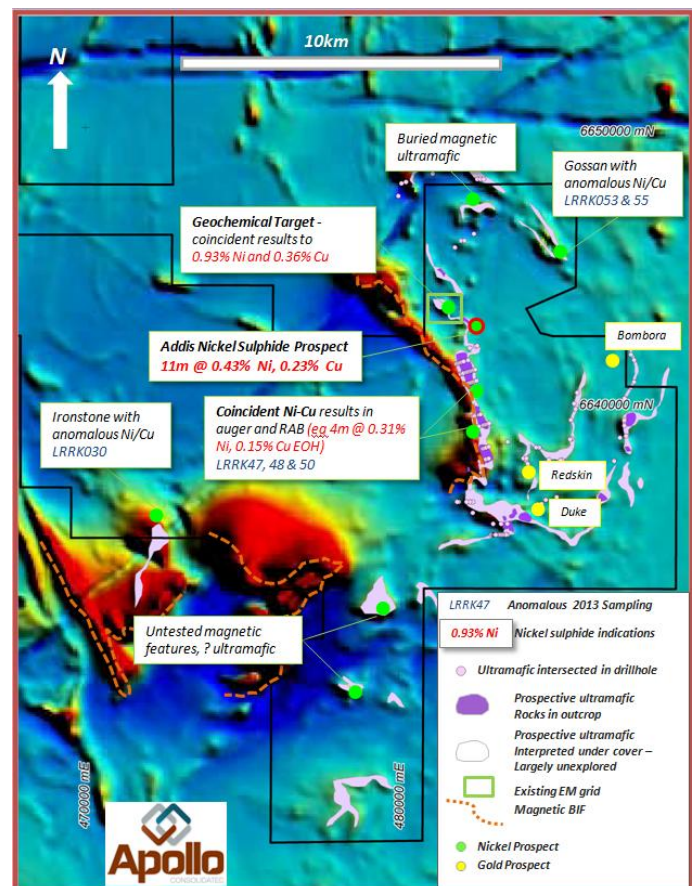 10km
N
6650000 mN
Buried magnetic
ultramafic
Gossan with
anomalous Ni/Cu
LRRK053 & 55
Geochemical Target -
coincident results to
0.93% Ni and 0.36% Cu
Bombora
Addis Nickel Sulphide Prospect
11m @ 0.43% Ni, 0.23% Cu
6640000 mN
Coincident Ni-Cu results in
auger and RAB (eg 4m @ 0.31%
Ni, 0.15% Cu EOH)
LRRK47, 48 & 50
Ironstone with
anomalous Ni/Cu
LRRK030
Redskin
Duke
Untested magnetic
features, ? ultramafic
LRRK47 Anomalous 2013 Sampling
0.93% Ni Nickel sulphide indications
Ultramafic intersected in drillhole
Prospective ultramafic
Rocks in outcrop
Prospective ultramafic
Interpreted under cover –
Largely unexplored
Existing EM grid
Magnetic BIF
Nickel Prospect
Gold Prospect
470000 mE
480000 mE
Apollo
CONSOLIDATED